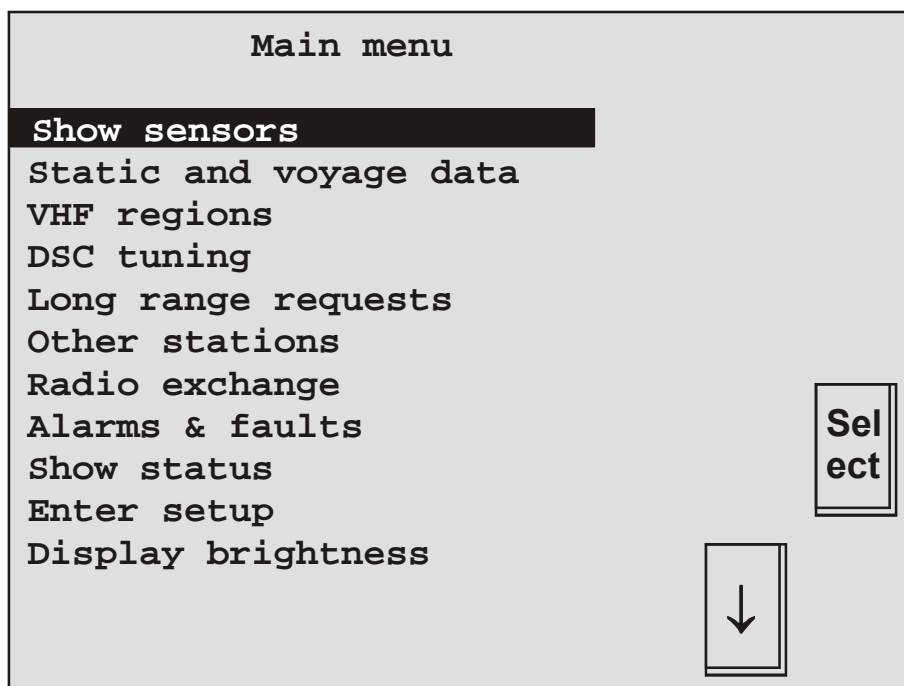 Main menu
Show sensors
Static and voyage data
VHF regions
DSC tuning
Long range requests
Other stations
Radio exchange
Alarms & faults
Show status
Enter setup
Display brightness
Sel
ect
↓